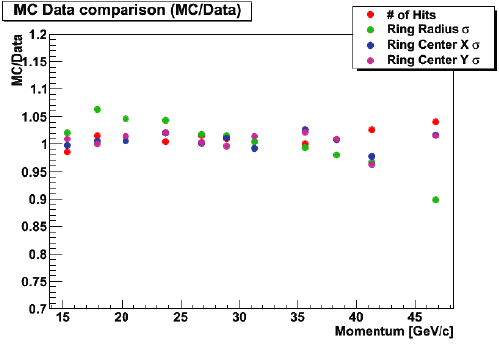 MC Data comparison (MC/Data)
# of Hits
Ring Radius σ
Ring Center X σ
Ring Center Y σ
MC/Data
1.2
1.15
1.1
1.05
1
0.95
0.9
0.85
0.8
0.75
0.7
15 20 25 30 35 40 45
Momentum [GeV/c]